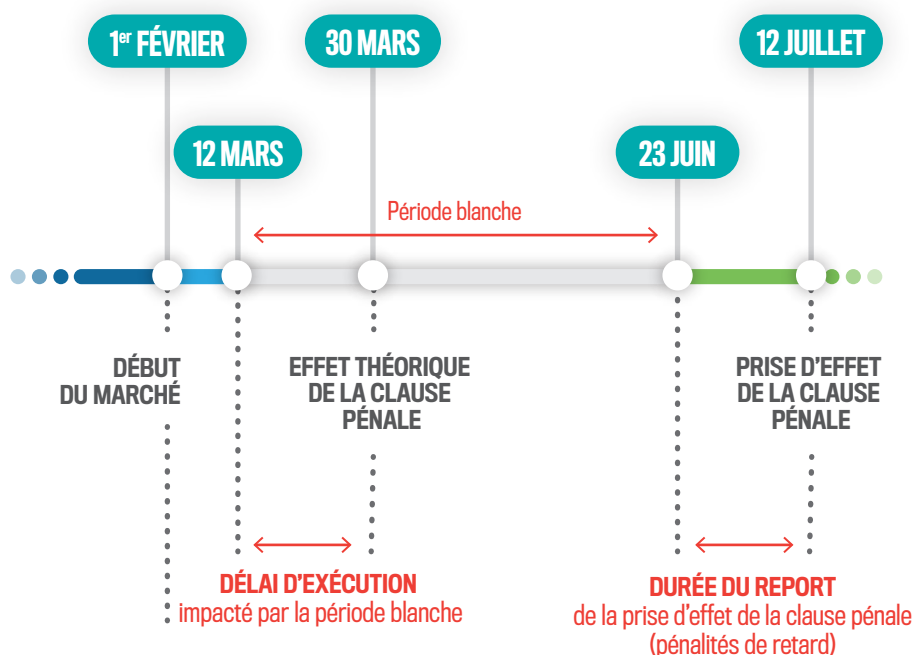 1er FÉVRIER
30 MARS
12 JUILLET
12 MARS
23 JUIN
Période blanche
DÉBUT
DU MARCHÉ
EFFET THÉORIQUE
DE LA CLAUSE
PÉNALE
PRISE D'EFFET
DE LA CLAUSE
PÉNALE
DÉLAI D'EXÉCUTION
impacté par la période blanche
DURÉE DU REPORT
de la prise d'effet de la clause pénale
(pénalités de retard)